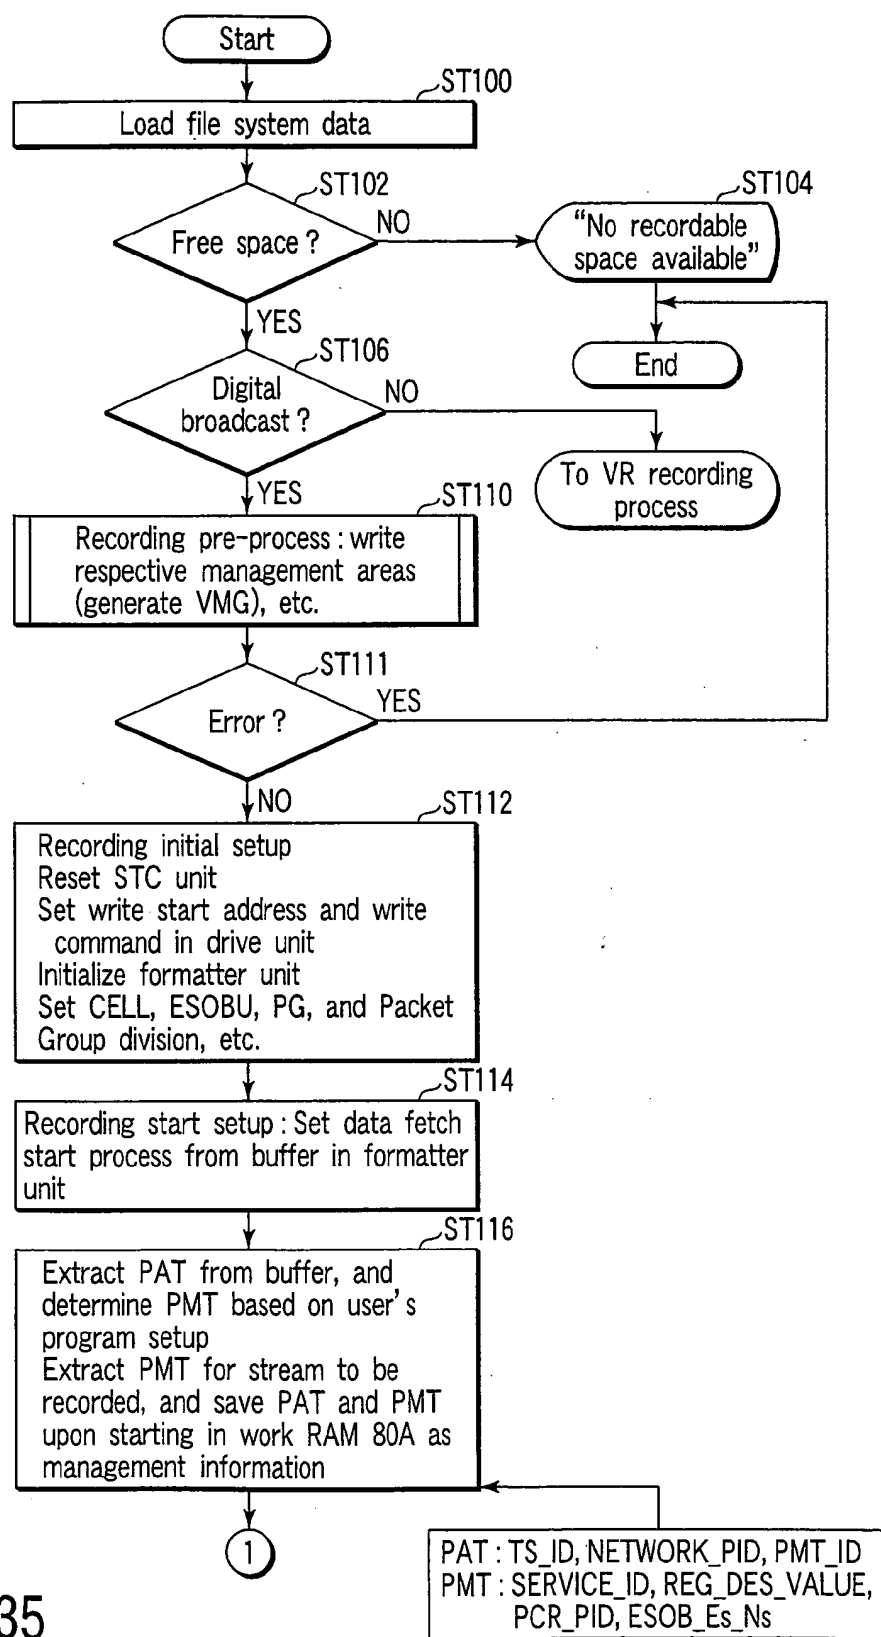 Start
ST100
Load file system data
ST102
Free space?
NO
ST104
“No recordable
space available”
YES
End
ST106
Digital
broadcast?
NO
To VR recording
process
YES
ST110
Recording pre-process: write
respective management areas
(generate VMG), etc.
ST111
Error?
YES
NO
ST112
Recording initial setup
Reset STC unit
Set write start address and write
command in drive unit
Initialize formatter unit
Set CELL, ESOBU, PG, and Packet
Group division, etc.
ST114
Recording start setup: Set data fetch
start process from buffer in formatter
unit
ST116
Extract PAT from buffer, and
determine PMT based on user's
program setup
Extract PMT for stream to be
recorded, and save PAT and PMT
upon starting in work RAM 80A as
management information
1
PAT: TS_ID, NETWORK_PID, PMT_ID
PMT: SERVICE_ID, REG_DES_VALUE,
PCR_PID, ESOB_Es_Ns
35